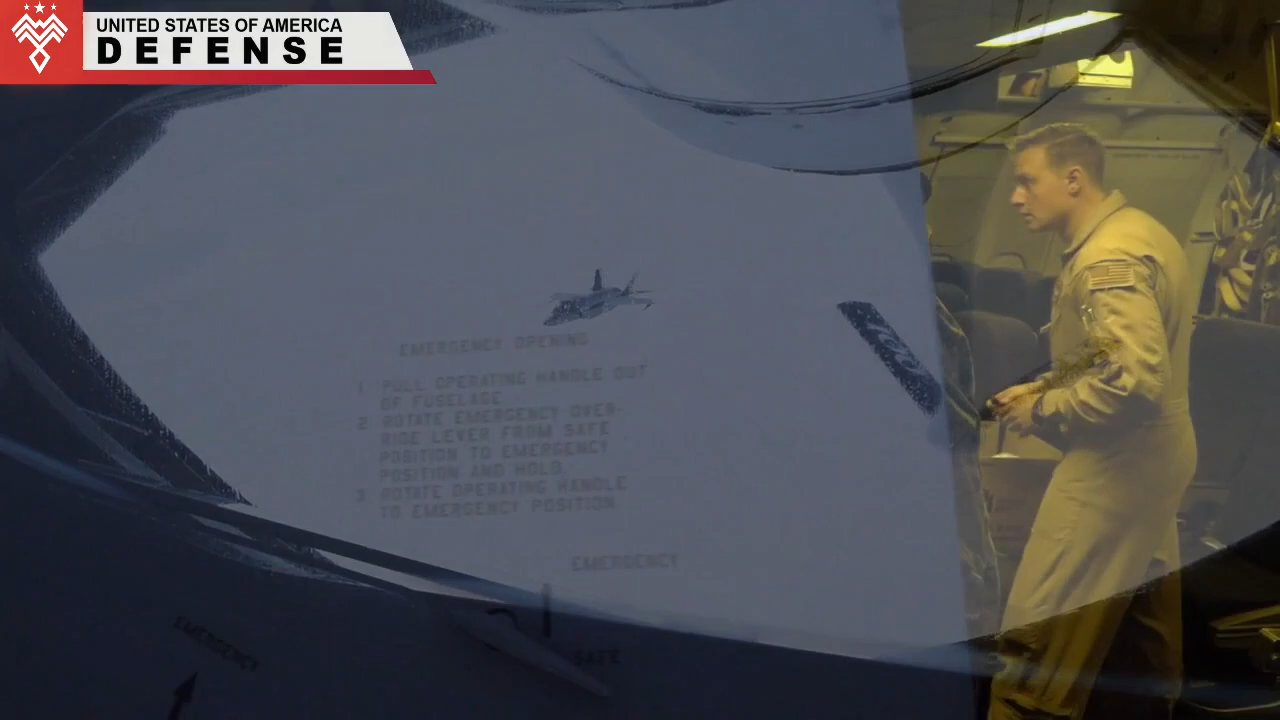 UNITED STATES OF AMERICA
DEFENSE
EMERGENCY OPENING
1 PULL OPERATING HANDLE OUT
OF FUSELAGE
2 ROTATE EMERGENCY OVER-
RIDE LEVER FROM SAFE
POSITION TO EMERGENCY
POSITION AND HOLD
3 ROTATE OPERATING HANDLE
TO EMERGENCY POSITION
EMERGENCY
EMERGENCY
SAFE